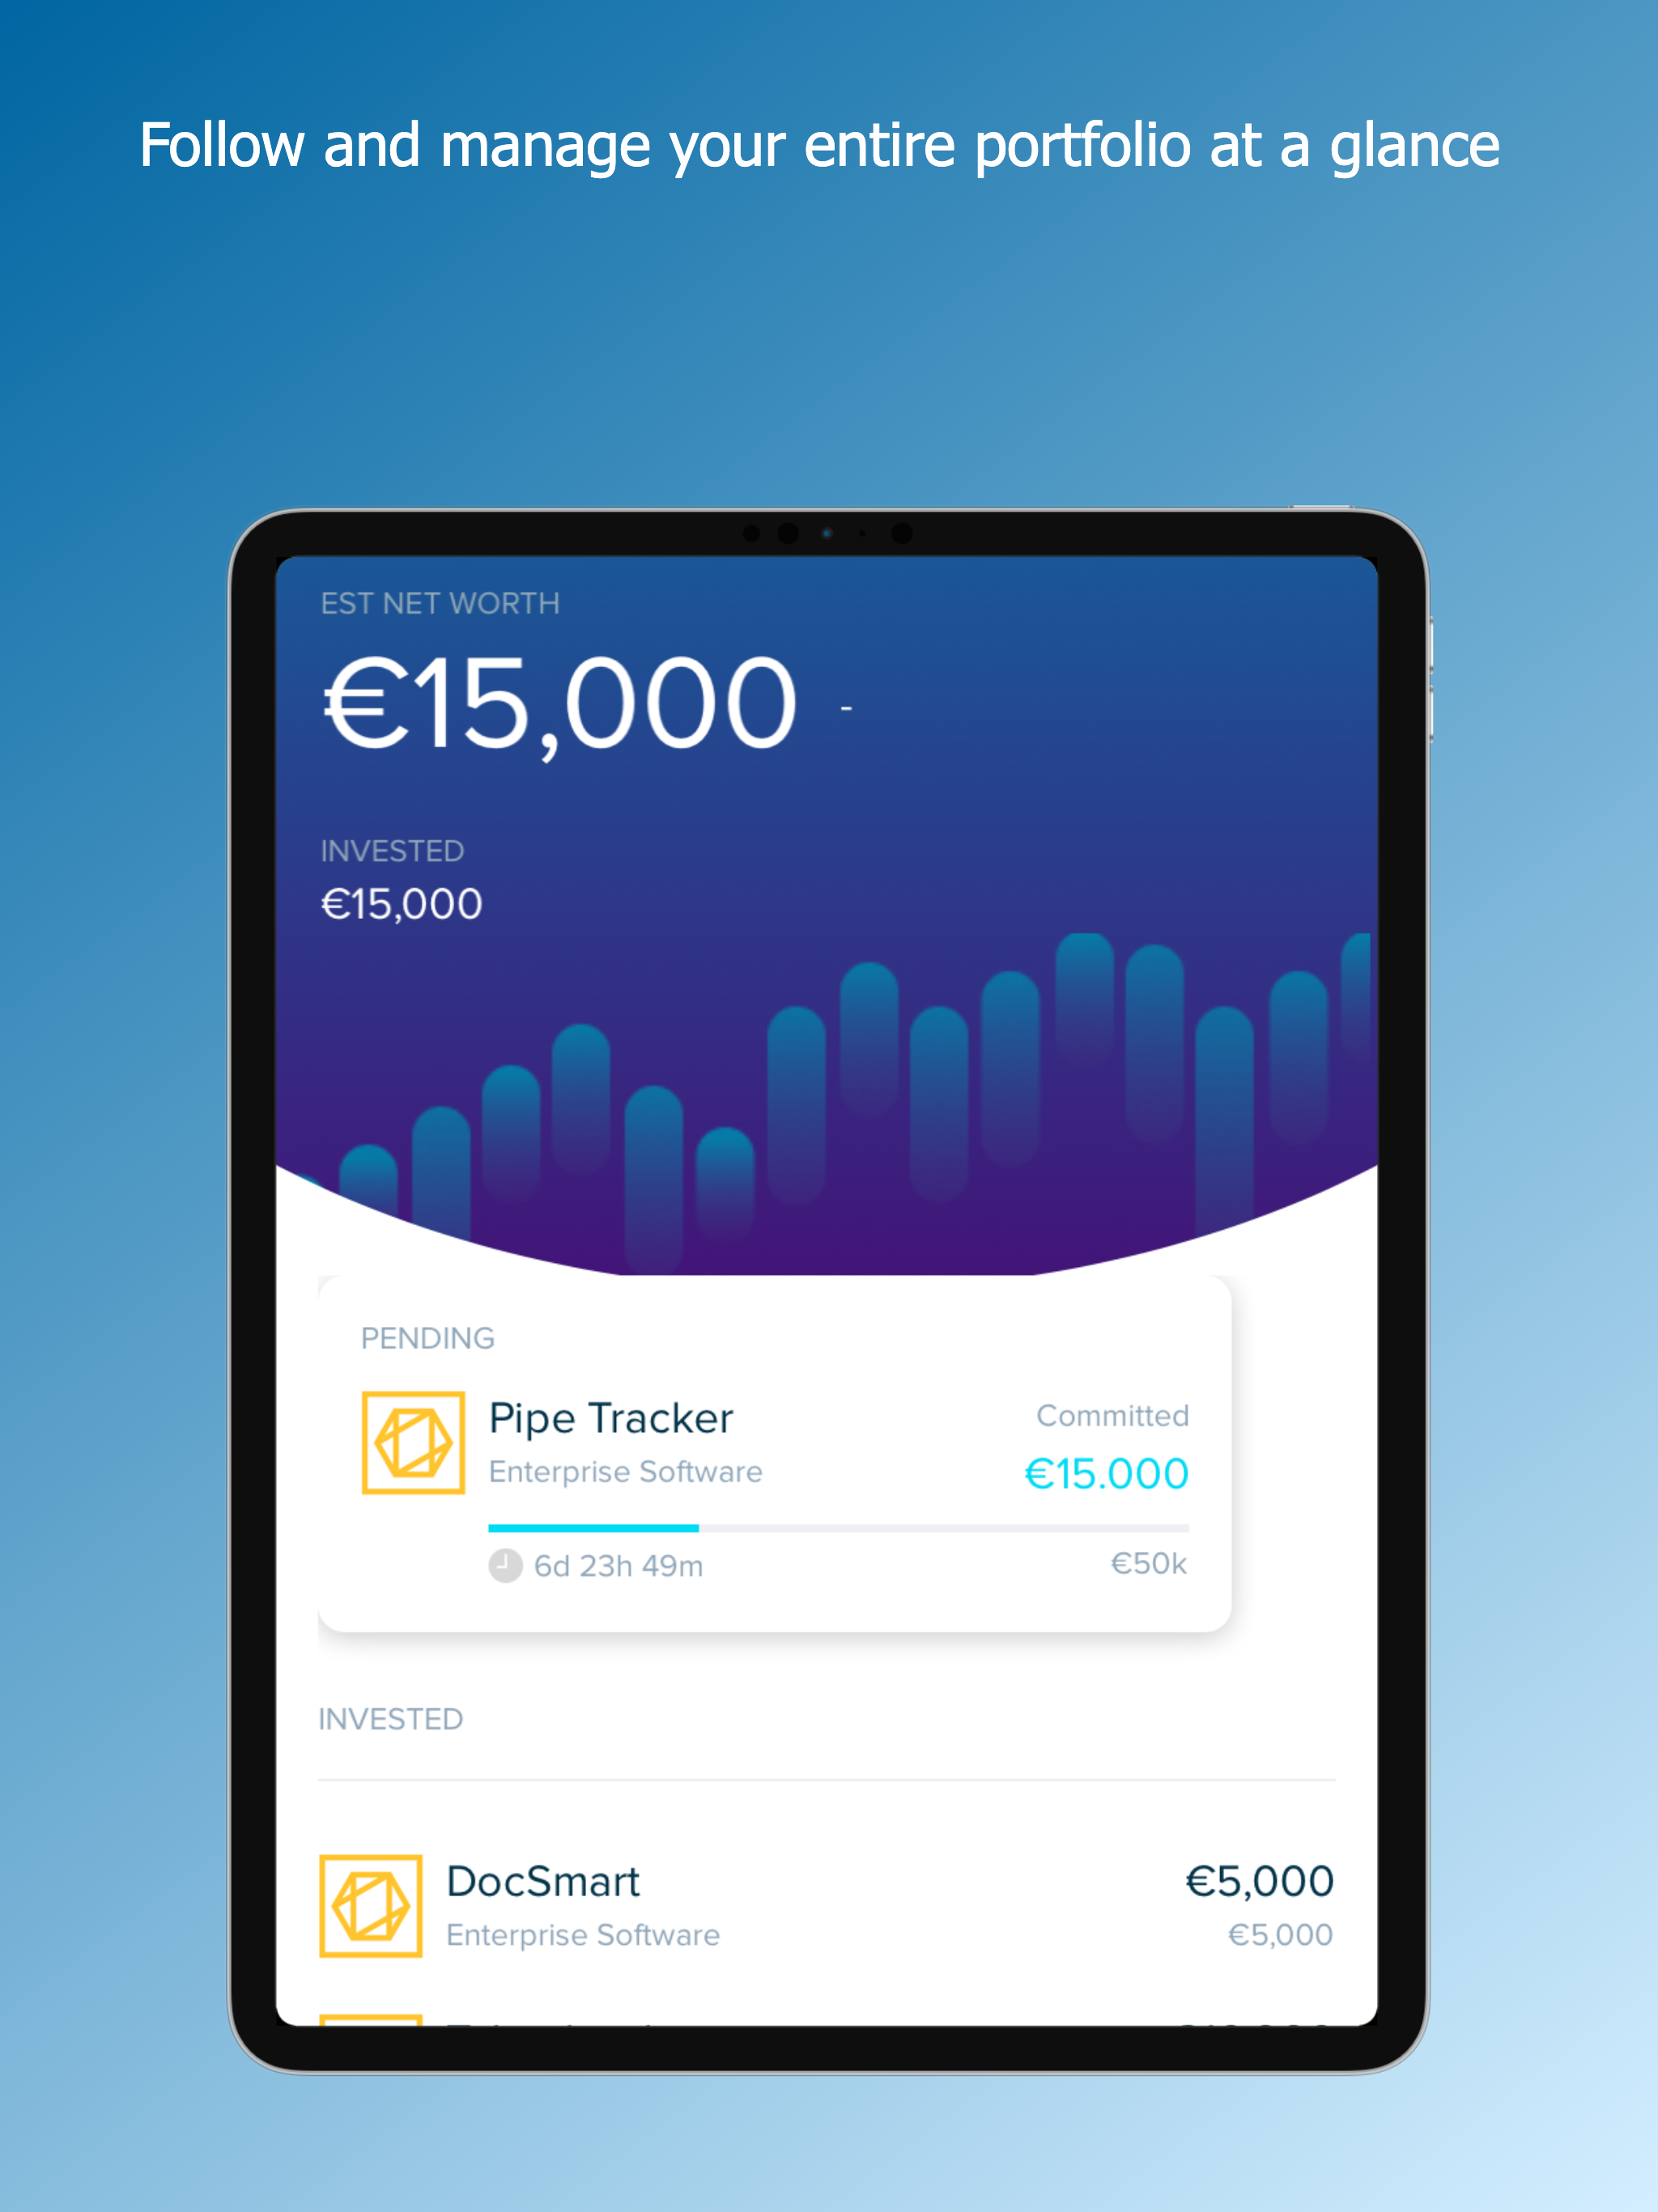 Follow and manage your entire portfolio at a glance
EST NET WORTH
€15,000 -
INVESTED
€15,000
PENDING
Pipe Tracker
Committed
Enterprise Software
€15.000
6d 23h 49m
€50k
INVESTED
DocSmart
€5,000
Enterprise Software
€5,000